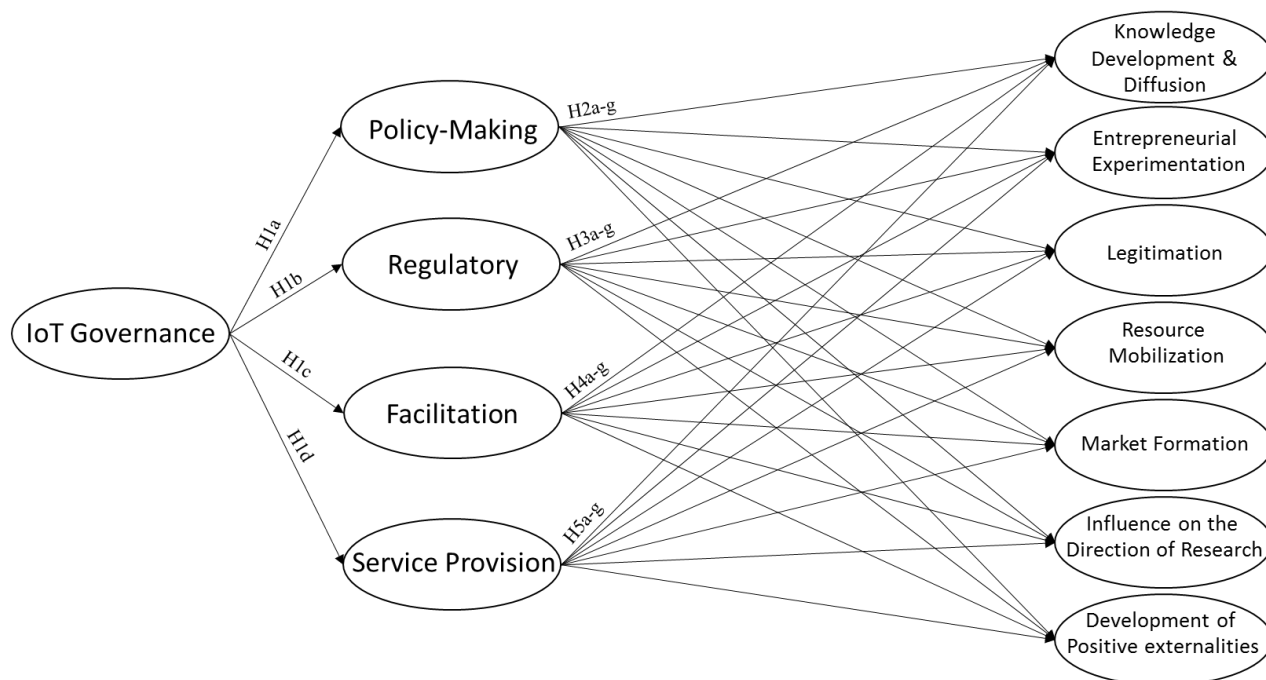 Knowledge
Development &
Diffusion
H2a-g
Policy-Making
Entrepreneurial
Experimentation
H1a
H3a-g
Regulatory
Legitimation
H1b
IoT Governance
Resource
Mobilization
H1c
H4a-g
Facilitation
Market Formation
H1d
H5a-g
Service Provision
Influence on the
Direction of Research
Development of
Positive externalities